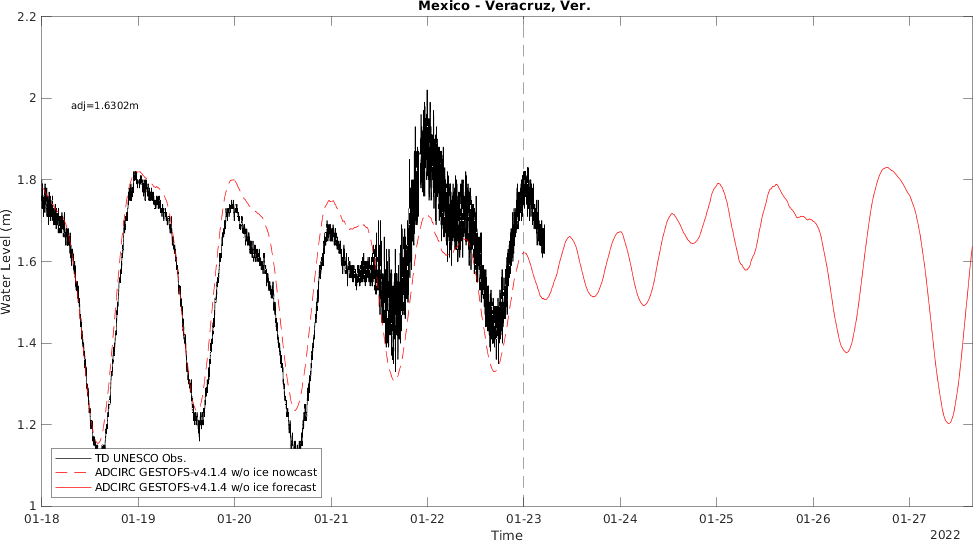 Mexico - Veracruz, Ver.
2.2
2
1.8
1.6
1.4
1.2
1
Water Level (m)
adj=1.6302m
TD UNESCO Obs.
ADCIRC GESTOFS-v4.1.4 w/o ice nowcast
ADCIRC GESTOFS-v4.1.4 w/o ice forecast
01-18 01-19 01-20 01-21 01-22 01-23 01-24 01-25 01-26 01-27
Time
2022